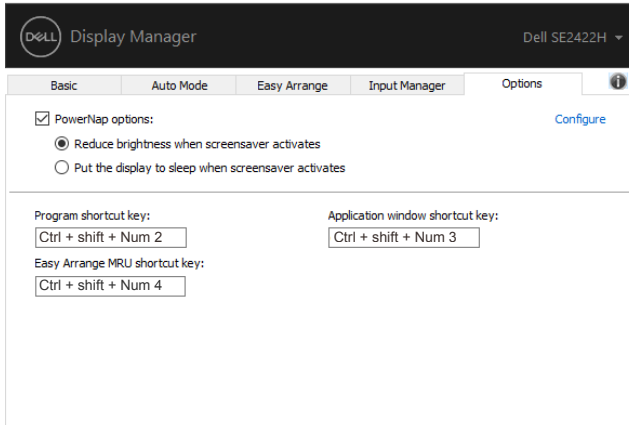 DELL Display Manager Dell SE2422H
Basic Auto Mode Easy Arrange Input Manager Options i
PowerNap options: Configure
Reduce brightness when screensaver activates
Put the display to sleep when screensaver activates
Program shortcut key: Application window shortcut key:
Ctrl + shift + Num 2 Ctrl + shift + Num 3
Easy Arrange MRU shortcut key:
Ctrl + shift + Num 4